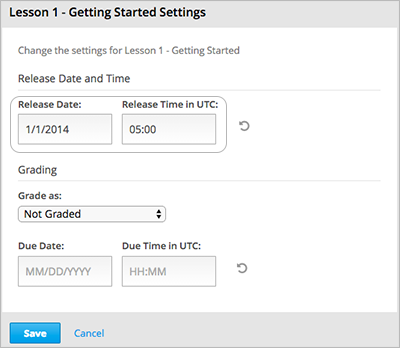 Lesson 1 - Getting Started Settings
Change the settings for Lesson 1 - Getting Started
Release Date and Time
Release Date: Release Time in UTC:
1/1/2014 05:00
Grading
Grade as:
Not Graded
Due Date: Due Time in UTC:
MM/DD/YYYY HH:MM
Save Cancel